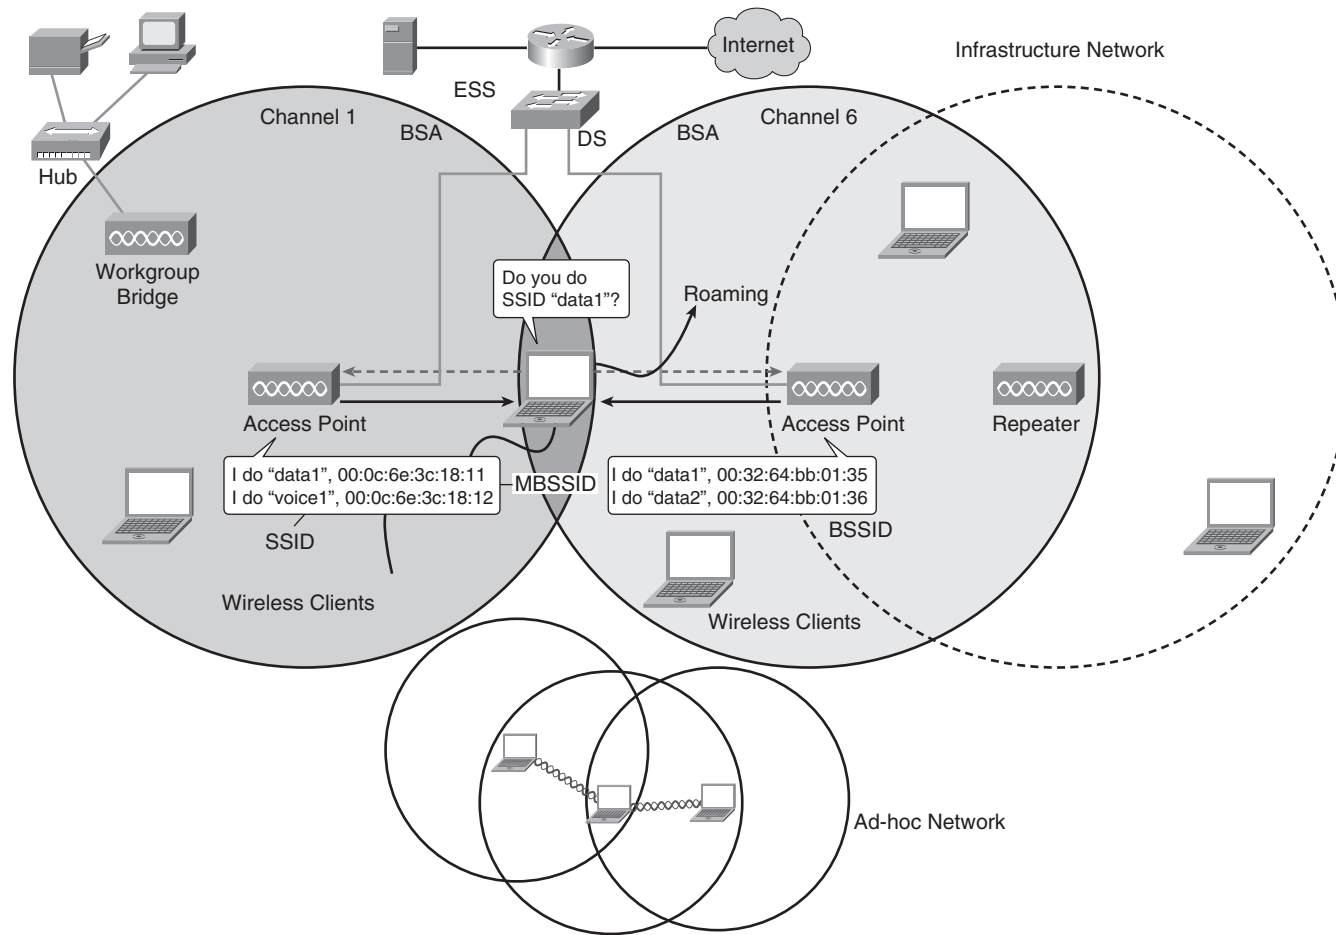 Internet
Infrastructure Network
ESS
Channel 1
BSA
DS
BSA
Channel 6
Hub
Workgroup
Bridge
Do you do
SSID “data1”?
Roaming
Access Point
Access Point
Repeater
I do “data1”, 00:0c:6e:3c:18:11
I do “voice1”, 00:0c:6e:3c:18:12
MBSSID
I do “data1”, 00:32:64:bb:01:35
I do “data2”, 00:32:64:bb:01:36
SSID
BSSID
Wireless Clients
Wireless Clients
Ad-hoc Network